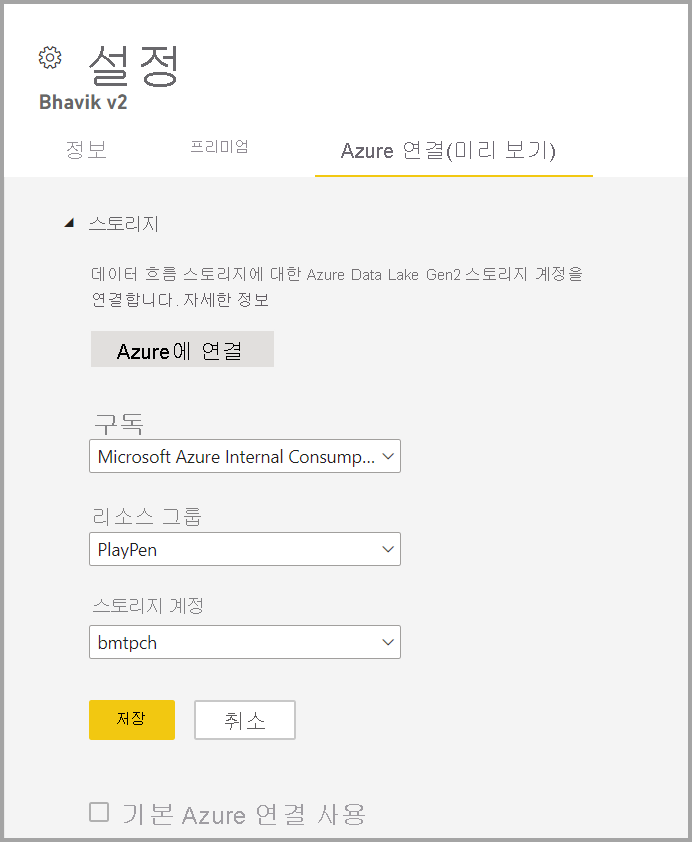 설정
Bhavik v2
정보 프리미엄 Azure 연결(미리 보기)
스토리지
데이터 흐름 스토리지에 대한 Azure Data Lake Gen2 스토리지 계정을
연결합니다. 자세한 정보
Azure에 연결
구독
Microsoft Azure Internal Consump...
리소스 그룹
PlayPen
스토리지 계정
bmtpch
저장 취소
기본 Azure 연결 사용